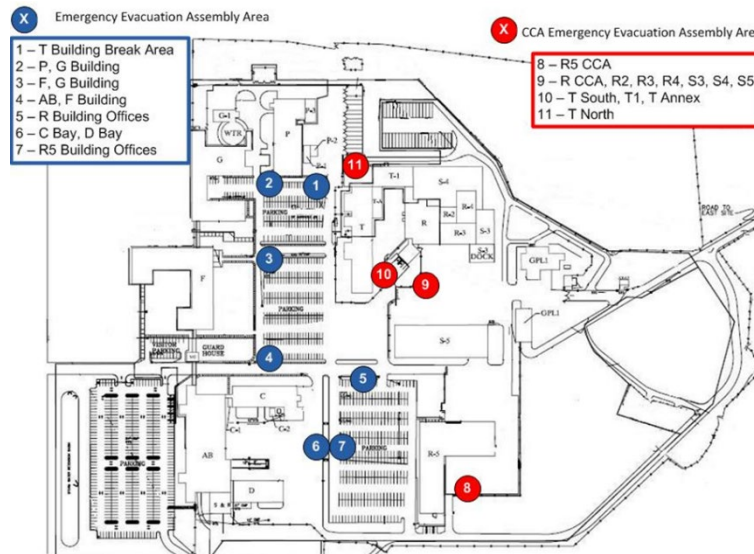 X Emergency Evacuation Assembly Area
1 – T Building Break Area
2 – P, G Building
3 – F, G Building
4 – AB, F Building
5 – R Building Offices
6 – C Bay, D Bay
7 – R5 Building Offices
X CCA Emergency Evacuation Assembly Are
8 – R5 CCA
9 – R CCA, R2, R3, R4, S3, S4, S5
10 – T South, T1, T Annex
11 – T North
G-1
WTR
P
P-2
G
11
T-1
S-4
2
1
PARKING
R-2
R-4
T
R
R-3
S-3
ROAD TO
EAST SITE
3
S-3
DOCK
GPL1
10
9
F
PARKING
GPL1
VISITOR
PARKING
GUARD
HOUSE
S-5
4
5
C
C-1
C-2
6
7
PARKING
PARKING
AB
R-5
D
8